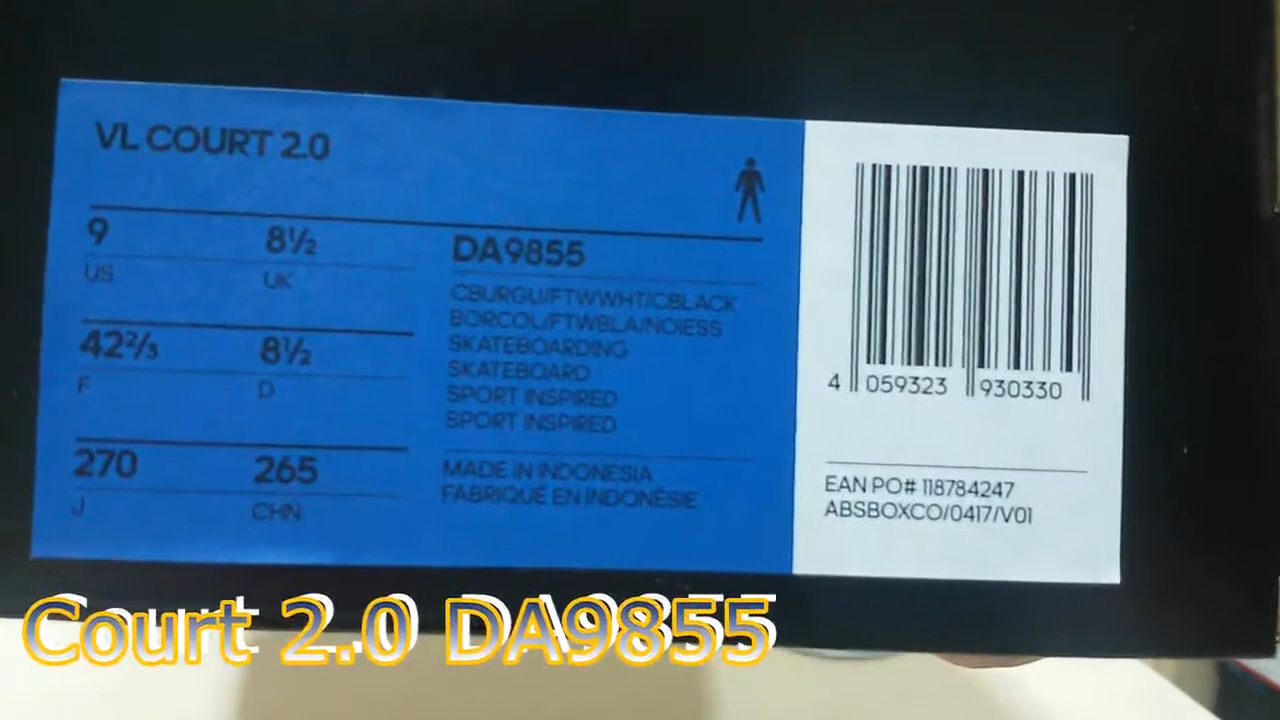 VL COURT 2.0
9 8½
US UK
42⅔ 8½
F D
270 265
J CHN
DA9855
CBURGU/FTWWHT/CBLACK
BORCOL/FTWBLA/NOIESS
SKATEBOARDING
SKATEBOARD
SPORT INSPIRED
SPORT INSPIRED
MADE IN INDONESIA
FABRIQUÉ EN INDONÉSIE
4 059323 930330
EAN PO# 118784247
ABSBOXCO/0417/V01
Court 2.0 DA9855